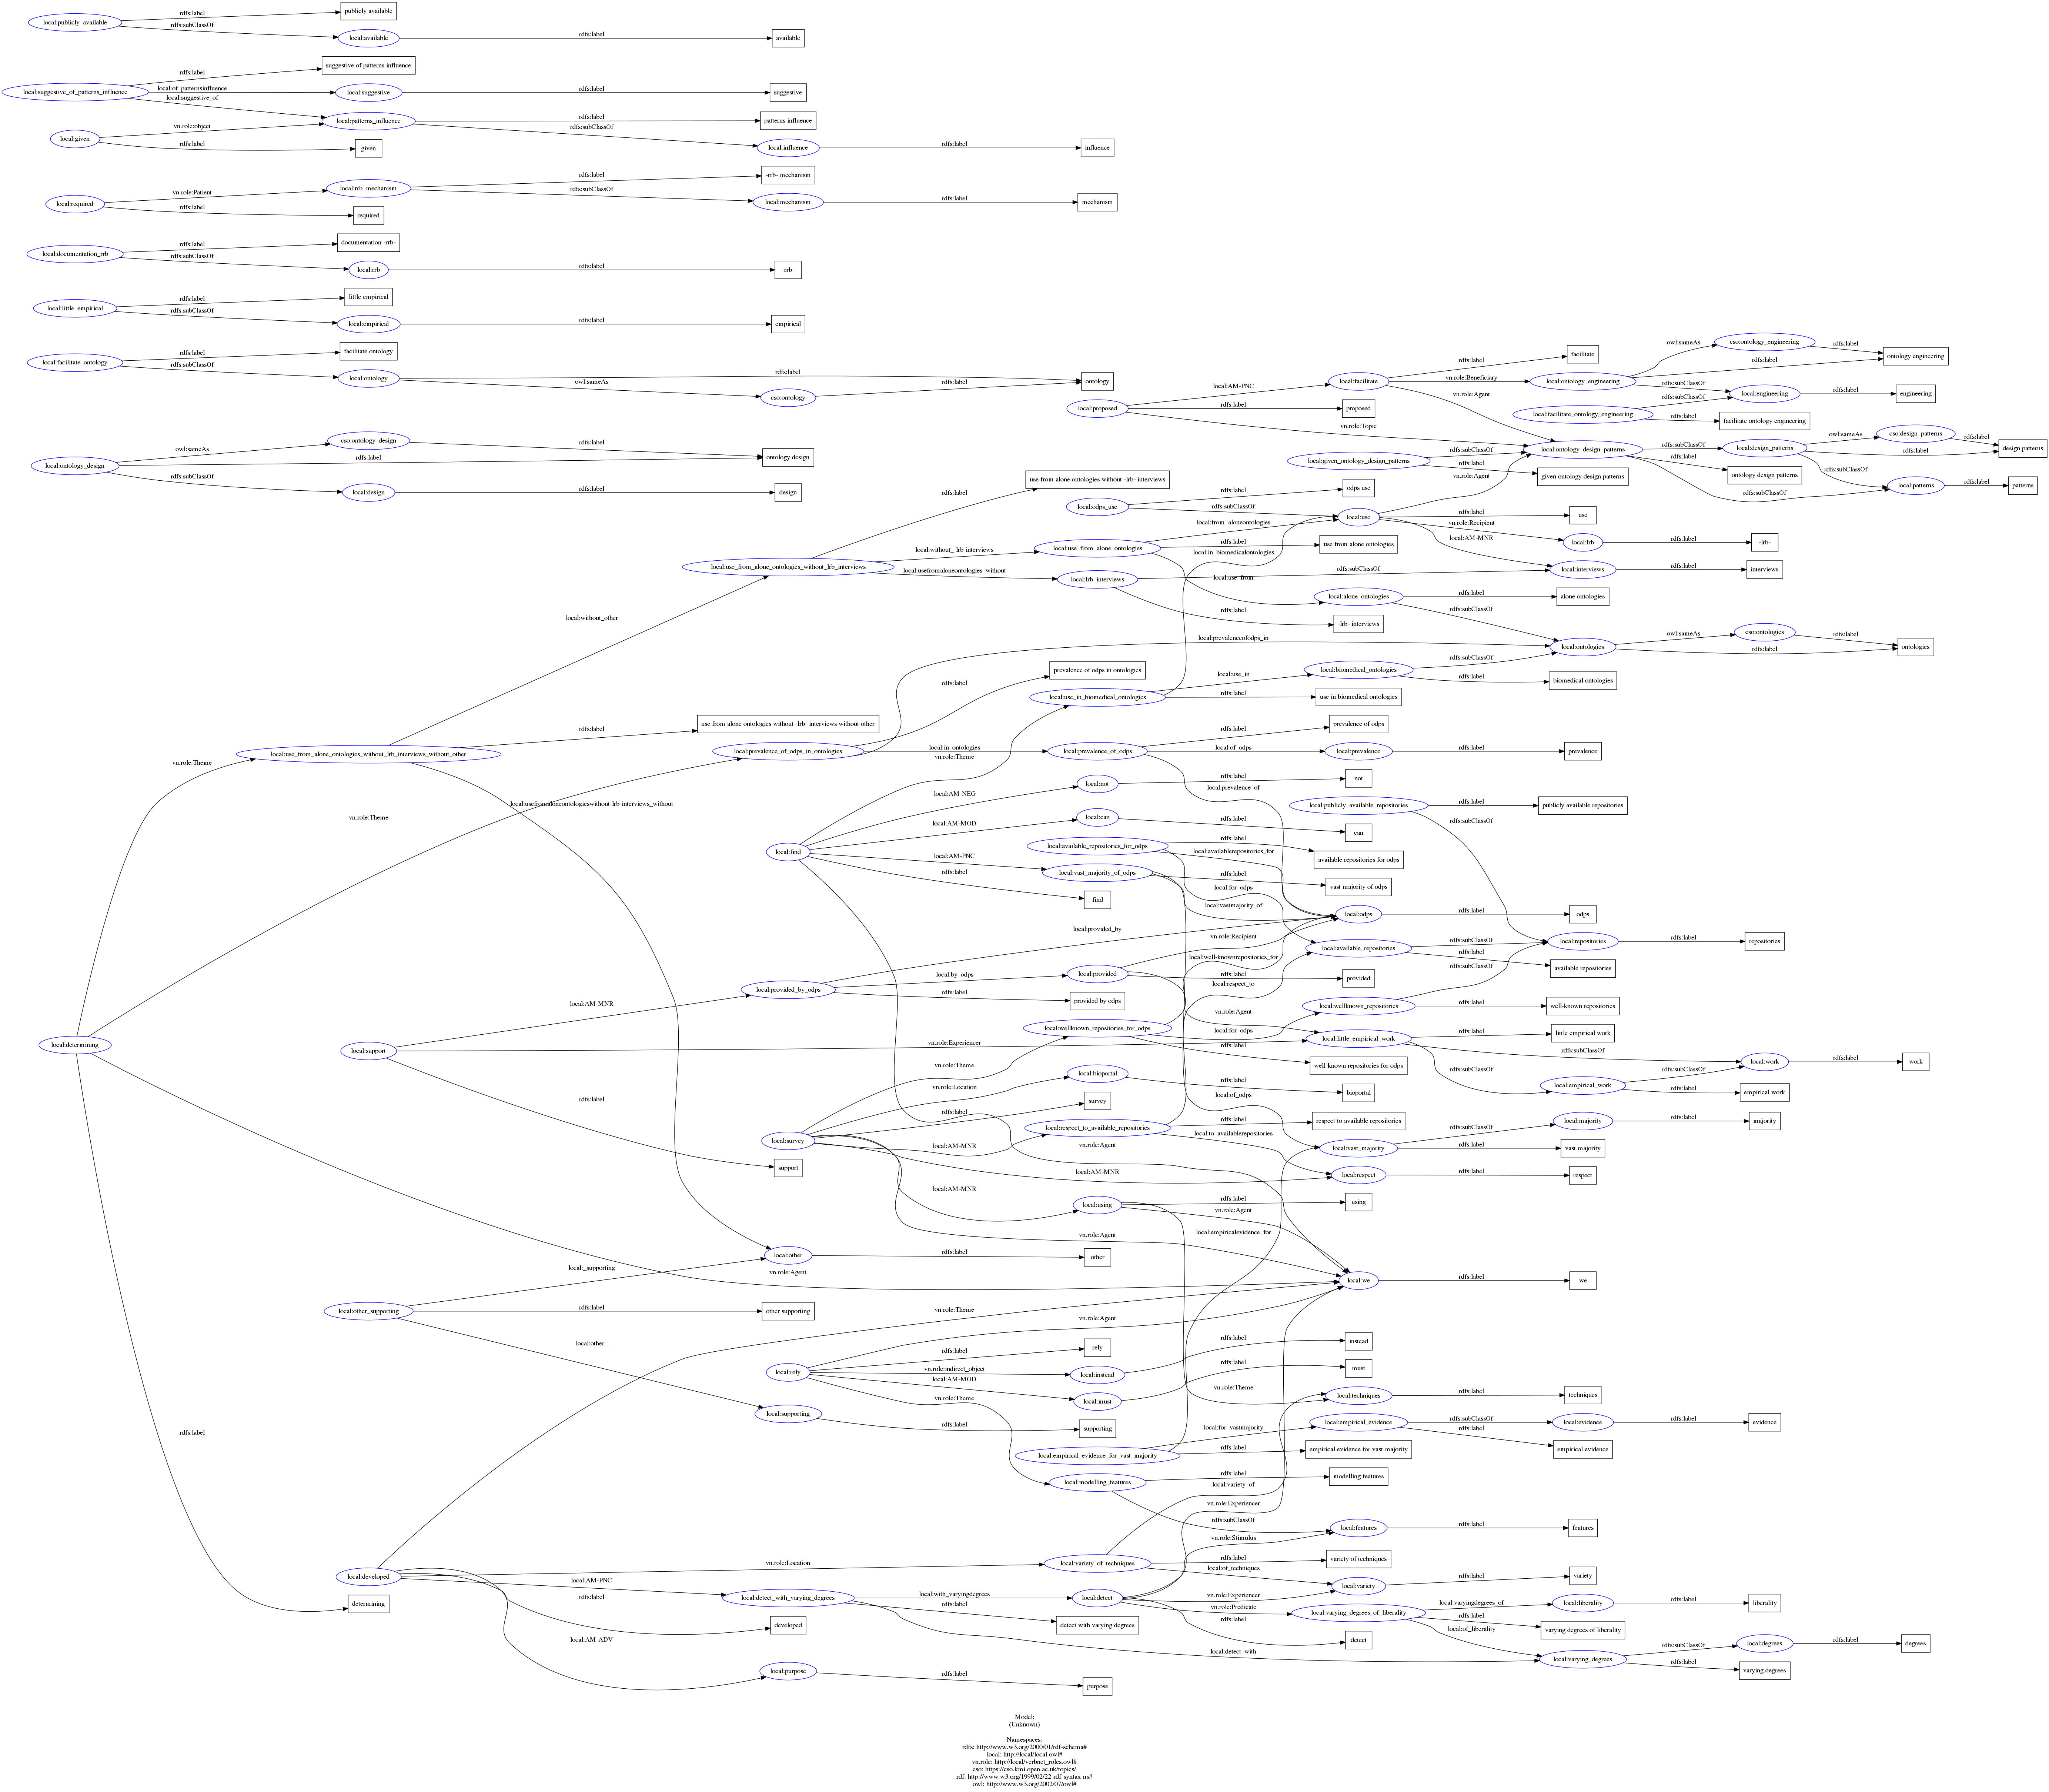 local:publicly_available
rdfs:label
publicly available
rdfs:subClassOf
local:available
rdfs:label
available
local:suggestive_of_patterns_influence
rdfs:label
suggestive of patterns influence
local:of_patternsinfluence
local:suggestive
rdfs:label
suggestive
local:suggestive_of
local:patterns_influence
rdfs:label
patterns influence
rdfs:subClassOf
local:influence
rdfs:label
influence
local:given
vn.role:object
rdfs:label
given
local:required
vn.role:Patient
local:rrb_mechanism
rdfs:label
-rrb- mechanism
rdfs:subClassOf
local:mechanism
rdfs:label
mechanism
rdfs:label
required
local:documentation_rrb
rdfs:label
documentation -rrb-
rdfs:subClassOf
local:rrb
rdfs:label
-rrb-
local:little_empirical
rdfs:label
little empirical
rdfs:subClassOf
local:empirical
rdfs:label
empirical
local:facilitate_ontology
rdfs:label
facilitate ontology
rdfs:subClassOf
local:ontology
rdfs:label
ontology
owl:sameAs
cso:ontology
rdfs:label
local:ontology_design
owl:sameAs
cso:ontology_design
rdfs:label
rdfs:label
ontology design
rdfs:subClassOf
local:design
rdfs:label
design
local:proposed
local:AM-PNC
local:facilitate
rdfs:label
facilitate
vn.role:Beneficiary
local:ontology_engineering
owl:sameAs
cso:ontology_engineering
rdfs:label
rdfs:label
ontology engineering
rdfs:subClassOf
local:engineering
rdfs:label
engineering
vn.role:Agent
rdfs:label
proposed
vn.role:Topic
local:facilitate_ontology_engineering
rdfs:subClassOf
rdfs:label
facilitate ontology engineering
local:ontology_design_patterns
rdfs:subClassOf
local:design_patterns
owl:sameAs
cso:design_patterns
rdfs:label
rdfs:label
design patterns
rdfs:label
ontology design patterns
rdfs:subClassOf
rdfs:subClassOf
local:patterns
rdfs:label
patterns
local:given_ontology_design_patterns
rdfs:subClassOf
rdfs:label
given ontology design patterns
vn.role:Agent
rdfs:label
use from alone ontologies without -lrb- interviews
local:odps_use
rdfs:label
odps use
rdfs:subClassOf
local:use
rdfs:label
use
vn.role:Recipient
local:lrb
rdfs:label
-lrb-
local:AM-MNR
local:interviews
rdfs:label
interviews
local:use_from_alone_ontologies_without_lrb_interviews
local:without_-lrb-interviews
local:use_from_alone_ontologies
local:from_aloneontologies
rdfs:label
use from alone ontologies
local:in_biomedicalontologies
local:usefromaloneontologies_without
local:lrb_interviews
rdfs:subClassOf
local:use_from
local:alone_ontologies
rdfs:label
alone ontologies
rdfs:label
-lrb- interviews
rdfs:subClassOf
local:without_other
local:prevalenceofodps_in
local:ontologies
owl:sameAs
cso:ontologies
rdfs:label
rdfs:label
ontologies
rdfs:label
prevalence of odps in ontologies
local:use_in_biomedical_ontologies
local:use_in
local:biomedical_ontologies
rdfs:subClassOf
rdfs:label
biomedical ontologies
rdfs:label
use in biomedical ontologies
local:use_from_alone_ontologies_without_lrb_interviews_without_other
rdfs:label
use from alone ontologies without -lrb- interviews without other
local:prevalence_of_odps_in_ontologies
local:in_ontologies
local:prevalence_of_odps
rdfs:label
prevalence of odps
local:of_odps
local:prevalence
rdfs:label
prevalence
vn.role:Theme
vn.role:Theme
local:prevalence_of
local:usefromaloneontologieswithout-lrb-interviews_without
vn.role:Theme
local:find
local:AM-NEG
local:not
rdfs:label
not
local:AM-MOD
local:can
rdfs:label
can
local:AM-PNC
local:vast_majority_of_odps
rdfs:label
vast majority of odps
rdfs:label
find
local:publicly_available_repositories
rdfs:label
publicly available repositories
rdfs:subClassOf
local:available_repositories_for_odps
rdfs:label
available repositories for odps
local:availablerepositories_for
local:for_odps
local:vastmajority_of
local:odps
rdfs:label
odps
local:provided_by
vn.role:Recipient
local:available_repositories
rdfs:subClassOf
local:repositories
rdfs:label
repositories
rdfs:label
available repositories
local:provided_by_odps
local:by_odps
local:provided
rdfs:label
provided
rdfs:label
provided by odps
local:well-knownrepositories_for
local:respect_to
rdfs:subClassOf
local:AM-MNR
local:wellknown_repositories
rdfs:label
well-known repositories
vn.role:Agent
local:wellknown_repositories_for_odps
local:for_odps
rdfs:label
well-known repositories for odps
local:determining
local:support
vn.role:Experiencer
local:little_empirical_work
rdfs:label
little empirical work
rdfs:subClassOf
local:work
rdfs:label
work
rdfs:subClassOf
local:empirical_work
rdfs:subClassOf
rdfs:label
empirical work
vn.role:Theme
vn.role:Location
local:bioportal
rdfs:label
bioportal
rdfs:label
survey
local:survey
local:AM-MNR
local:respect_to_available_repositories
rdfs:label
respect to available repositories
local:of_odps
local:to_availablerepositories
local:vast_majority
rdfs:subClassOf
local:majority
rdfs:label
majority
rdfs:label
vast majority
vn.role:Agent
rdfs:label
support
local:AM-MNR
local:respect
rdfs:label
respect
local:AM-MNR
local:using
rdfs:label
using
vn.role:Agent
vn.role:Agent
local:empiricalevidence_for
local:other
rdfs:label
other
local:_supporting
vn.role:Agent
local:we
rdfs:label
we
local:other_supporting
rdfs:label
other supporting
vn.role:Theme
vn.role:Agent
local:other_
local:rely
rdfs:label
rely
vn.role:indirect_object
local:instead
rdfs:label
instead
local:AM-MOD
local:must
rdfs:label
must
vn.role:Theme
vn.role:Theme
local:techniques
rdfs:label
techniques
local:supporting
rdfs:label
supporting
rdfs:label
local:empirical_evidence_for_vast_majority
local:for_vastmajority
local:empirical_evidence
rdfs:subClassOf
local:evidence
rdfs:label
evidence
rdfs:label
empirical evidence
rdfs:label
empirical evidence for vast majority
local:modelling_features
rdfs:label
modelling features
local:variety_of
vn.role:Experiencer
rdfs:subClassOf
vn.role:Stimulus
local:features
rdfs:label
features
local:developed
vn.role:Location
local:variety_of_techniques
rdfs:label
variety of techniques
local:of_techniques
local:variety
rdfs:label
variety
local:AM-PNC
local:detect_with_varying_degrees
local:with_varyingdegrees
local:detect
vn.role:Experiencer
vn.role:Predicate
local:varying_degrees_of_liberality
local:varyingdegrees_of
local:liberality
rdfs:label
liberality
rdfs:label
varying degrees of liberality
local:of_liberality
rdfs:label
determining
rdfs:label
developed
rdfs:label
detect with varying degrees
rdfs:label
detect
local:AM-ADV
local:detect_with
local:varying_degrees
rdfs:subClassOf
local:degrees
rdfs:label
degrees
rdfs:label
varying degrees
local:purpose
rdfs:label
purpose
Model:
(Unknown)
Namespaces:
rdfs: http://www.w3.org/2000/01/rdf-schema#
local: http://local/local.owl#
vn.role: http://local/verbnet_roles.owl#
cso: https://cso.kmi.open.ac.uk/topics/
rdf: http://www.w3.org/1999/02/22-rdf-syntax-ns#
owl: http://www.w3.org/2002/07/owl#